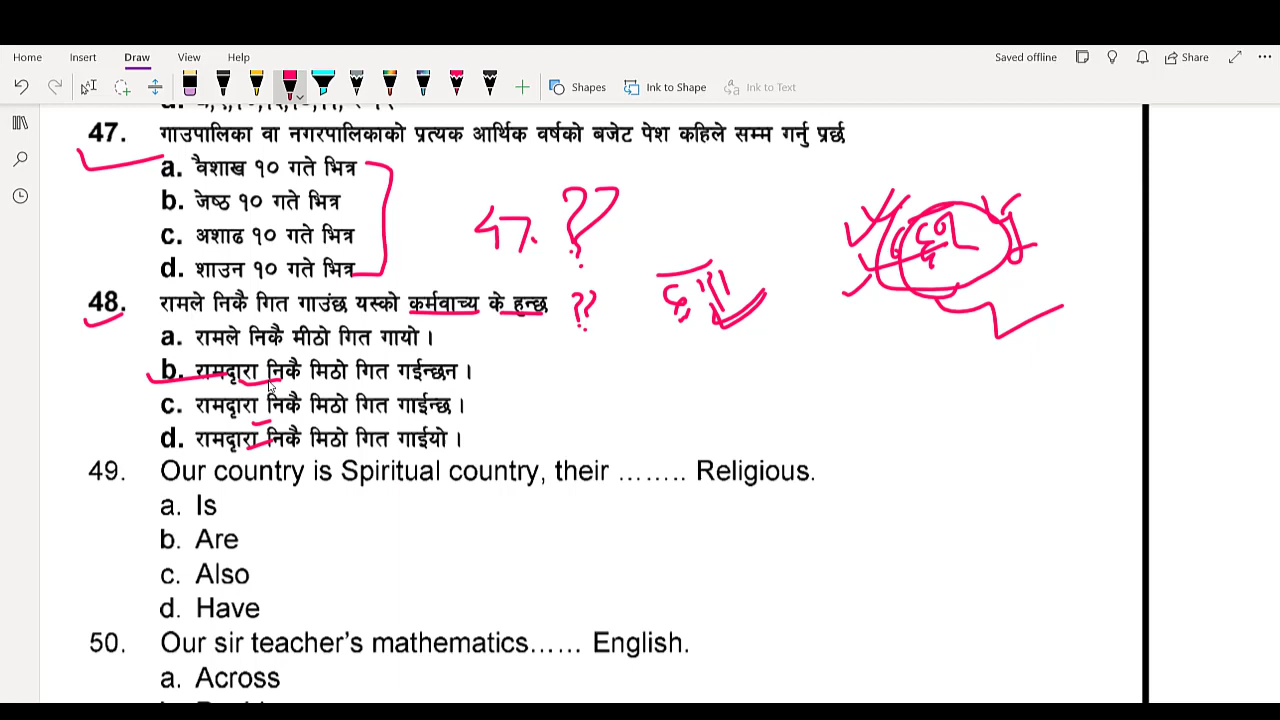 Home Insert Draw View Help Saved offline Share
Shapes Ink to Shape Ink to Text
47. गाउपालिका वा नगरपालिकाको प्रत्यक आर्थिक वर्षको बजेट पेश कहिले सम्म गर्नु प्रर्छ
a. वैशाख १० गते भित्र
b. जेष्ठ १० गते भित्र
c. अशाढ १० गते भित्र
d. शाउन १० गते भित्र
47. ??
48. रामले निकै गित गाउंछ यस्को कर्मवाच्य के हुन्छ ??
a. रामले निकै मीठो गित गायो ।
b. रामद्वारा निकै मिठो गित गईन्छन ।
c. रामद्वारा निकै मिठो गित गाईन्छ ।
d. रामद्वारा निकै मिठो गित गाईयो ।
49. Our country is Spiritual country, their …….. Religious.
a. Is
b. Are
c. Also
d. Have
50. Our sir teacher's mathematics…… English.
a. Across